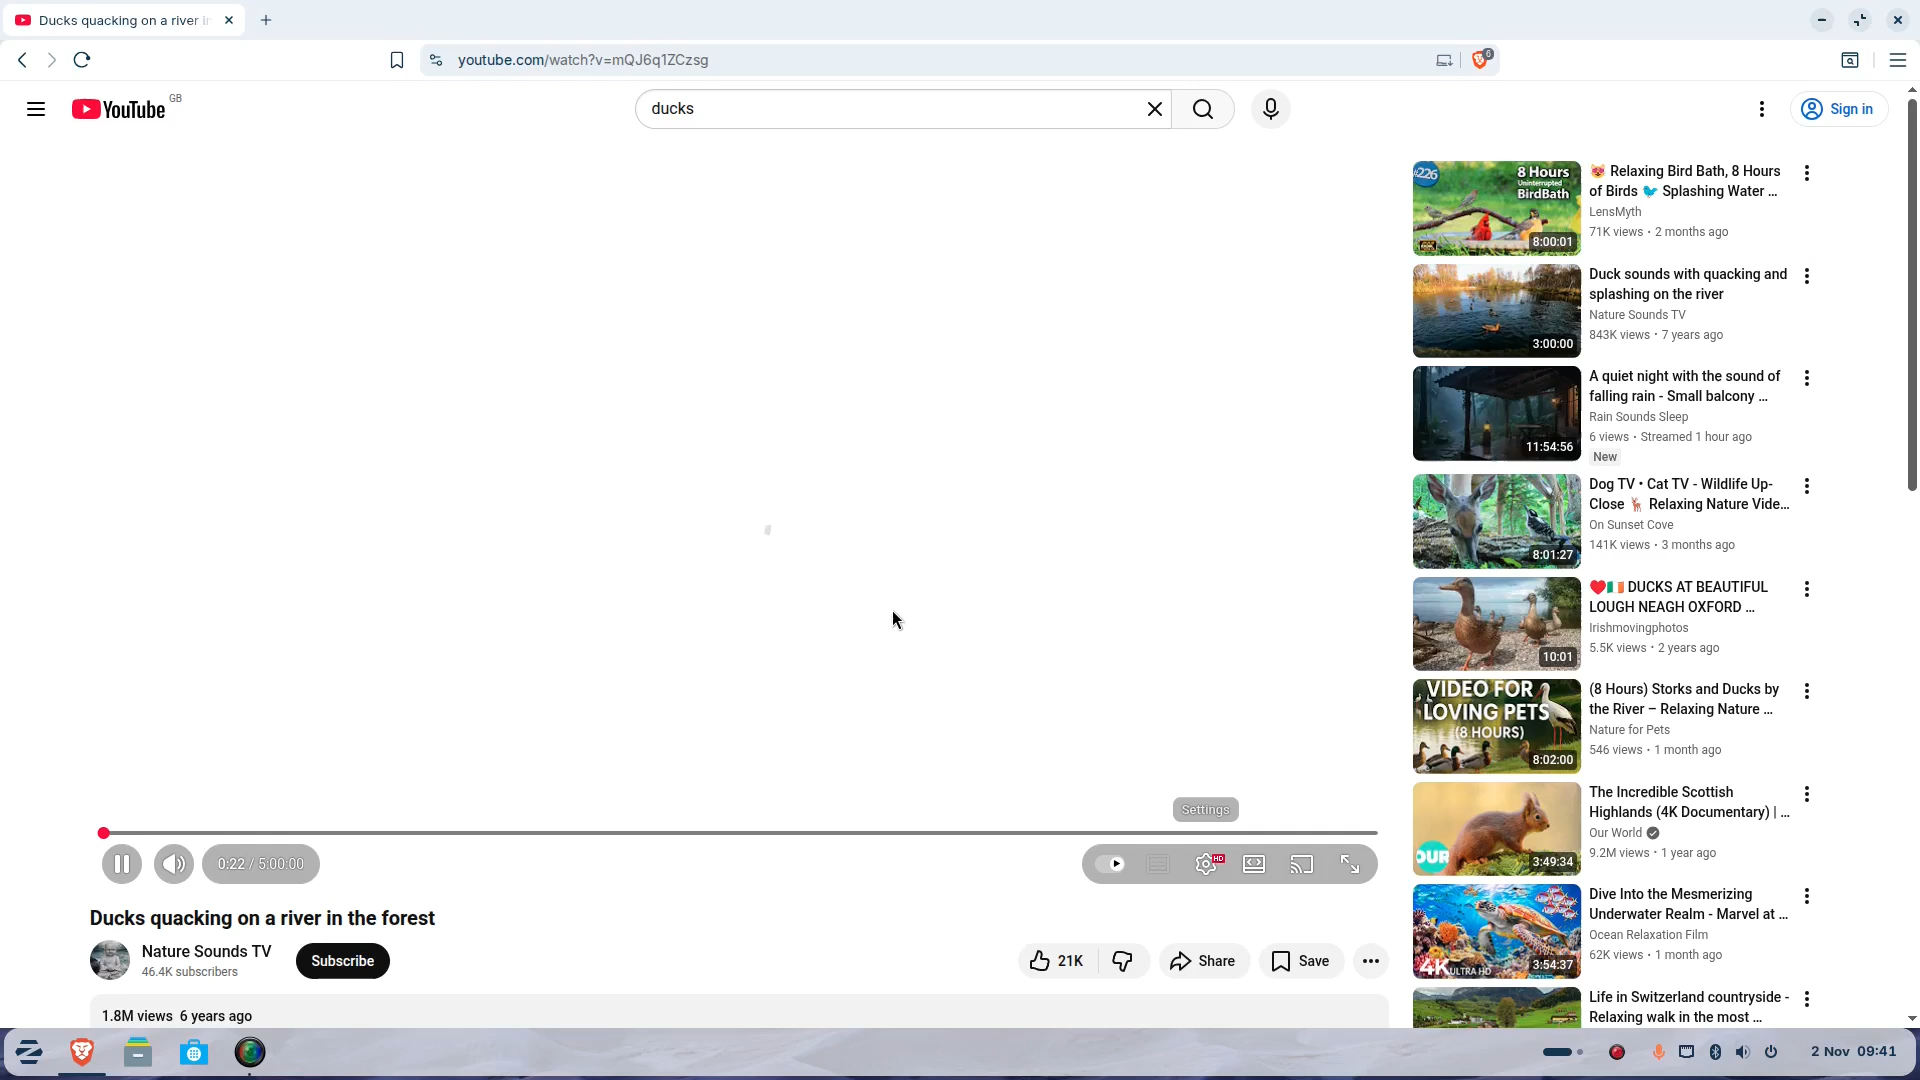 Ducks quacking on a river in
youtube.com/watch?v=mQJ6q1ZCzsg
6
YouTube GB
ducks
Sign in
#226
8 Hours
Uninterrupted
BirdBath
8:00:01
😻 Relaxing Bird Bath, 8 Hours
of Birds 🐦 Splashing Water ...
LensMyth
71K views • 2 months ago
3:00:00
Duck sounds with quacking and
splashing on the river
Nature Sounds TV
843K views • 7 years ago
11:54:56
A quiet night with the sound of
falling rain - Small balcony ...
Rain Sounds Sleep
6 views • Streamed 1 hour ago
New
8:01:27
Dog TV • Cat TV - Wildlife Up-
Close 🦌 Relaxing Nature Vide...
On Sunset Cove
141K views • 3 months ago
10:01
♥️🇮🇪 DUCKS AT BEAUTIFUL
LOUGH NEAGH OXFORD ...
Irishmovingphotos
5.5K views • 2 years ago
VIDEO FOR
LOVING PETS
(8 HOURS)
8:02:00
(8 Hours) Storks and Ducks by
the River – Relaxing Nature ...
Nature for Pets
546 views • 1 month ago
OUR
3:49:34
The Incredible Scottish
Highlands (4K Documentary) | ...
Our World
9.2M views • 1 year ago
4K ULTRA HD
3:54:37
Dive Into the Mesmerizing
Underwater Realm - Marvel at ...
Ocean Relaxation Film
62K views • 1 month ago
Life in Switzerland countryside -
Relaxing walk in the most ...
Settings
0:22 / 5:00:00
HD
Ducks quacking on a river in the forest
Nature Sounds TV
46.4K subscribers
Subscribe
21K
Share
Save
1.8M views 6 years ago
2 Nov 09:41